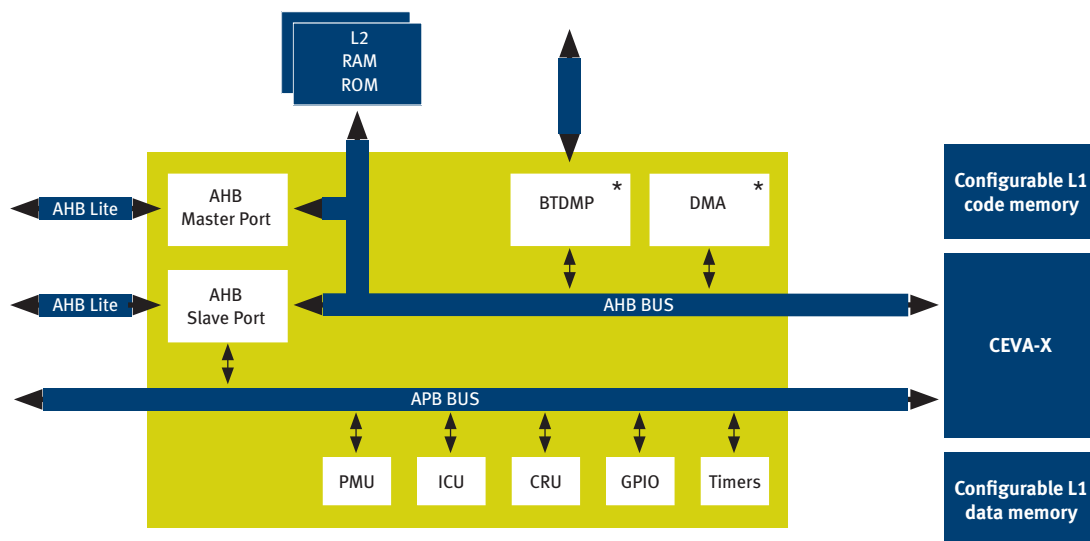 L2
RAM
ROM
AHB Lite
AHB
Master Port
BTDMP
*
DMA
*
Configurable L1
code memory
AHB Lite
AHB
Slave Port
AHB BUS
CEVA-X
APB BUS
PMU
ICU
CRU
GPIO
Timers
Configurable L1
data memory